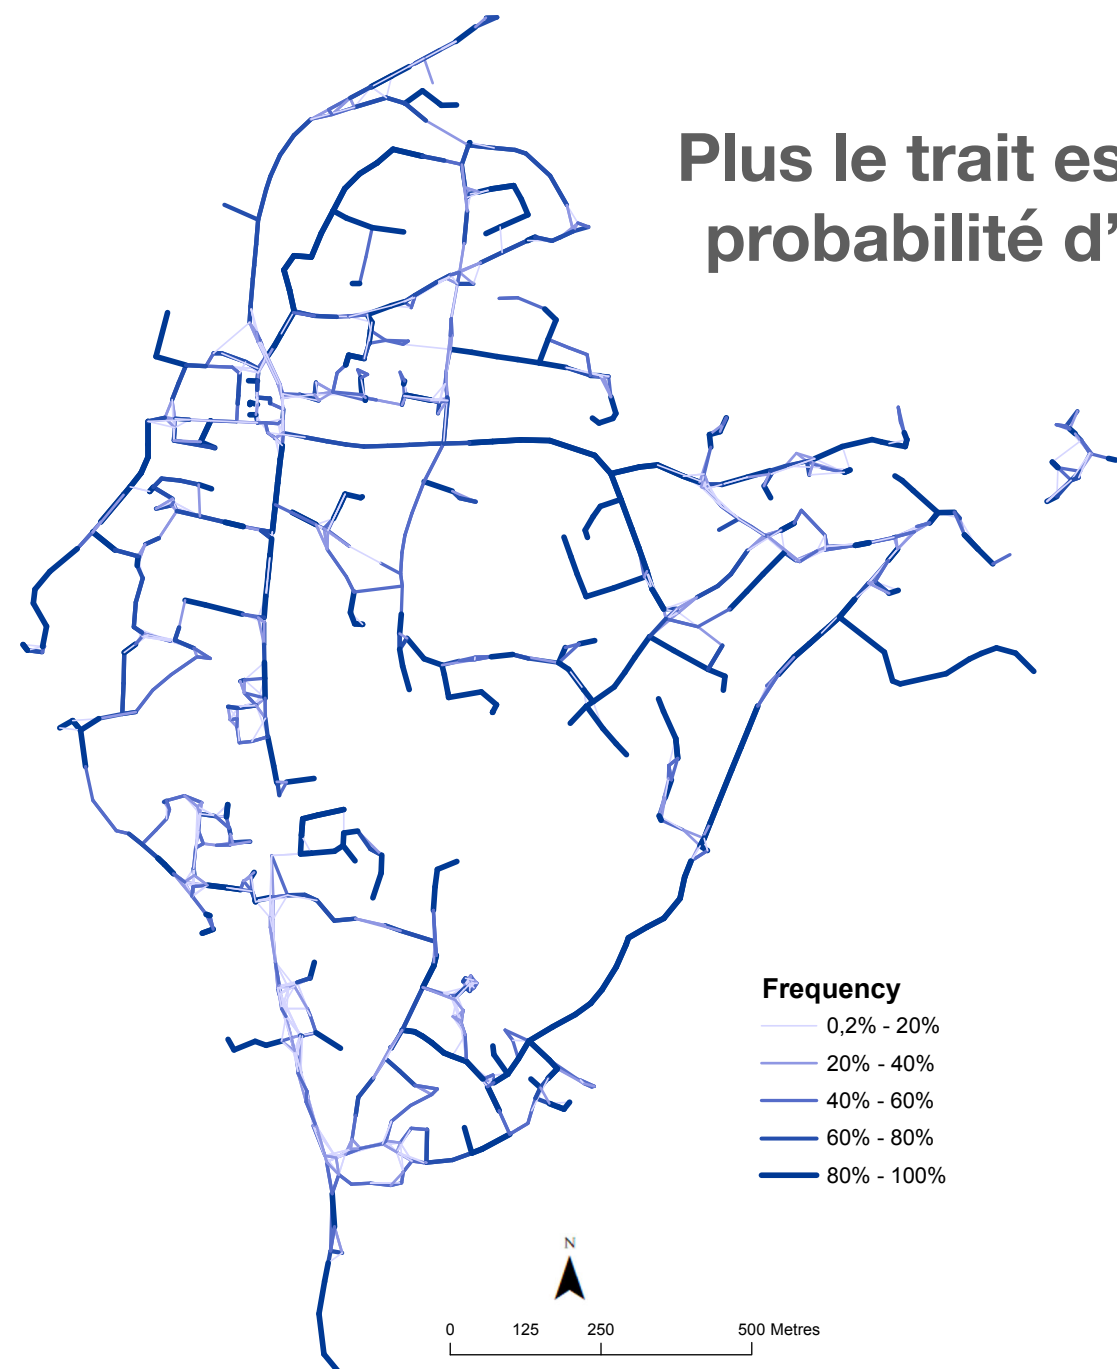 Plus le trait es
probabilité d’
Frequency
0,2% - 20%
20% - 40%
40% - 60%
60% - 80%
80% - 100%
N
0 125 250 500 Metres